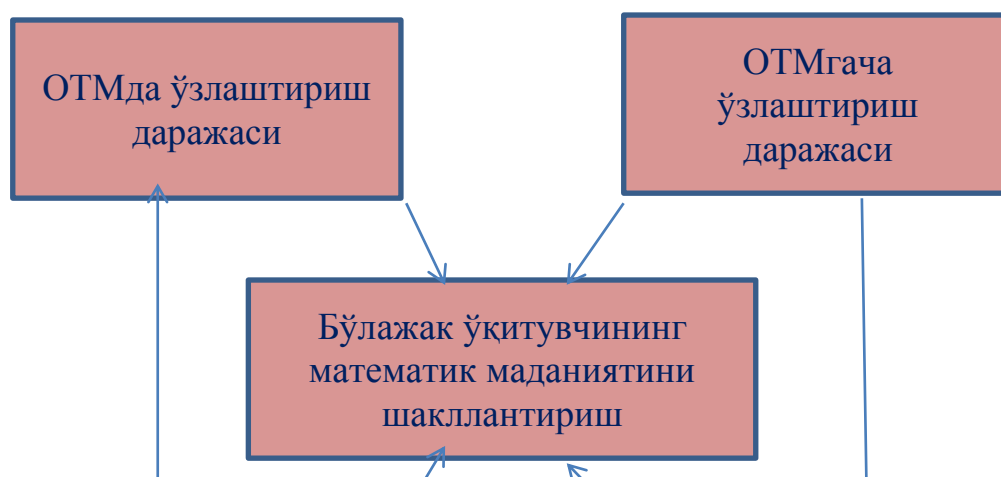 ОТМда ўзлаштириш
даражаси
ОТМгача
ўзлаштириш
даражаси
Бўлажак ўқитувчининг
математик маданиятини
шакллантириш